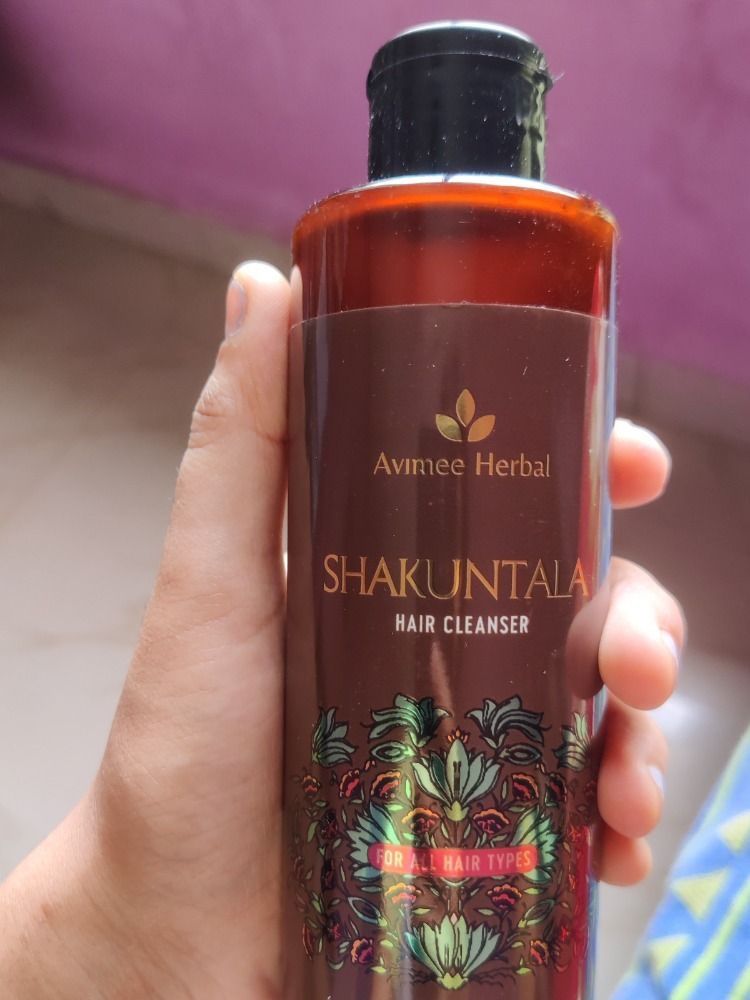 Avimee Herbal
SHAKUNTALA
HAIR CLEANSER
FOR ALL HAIR TYPES